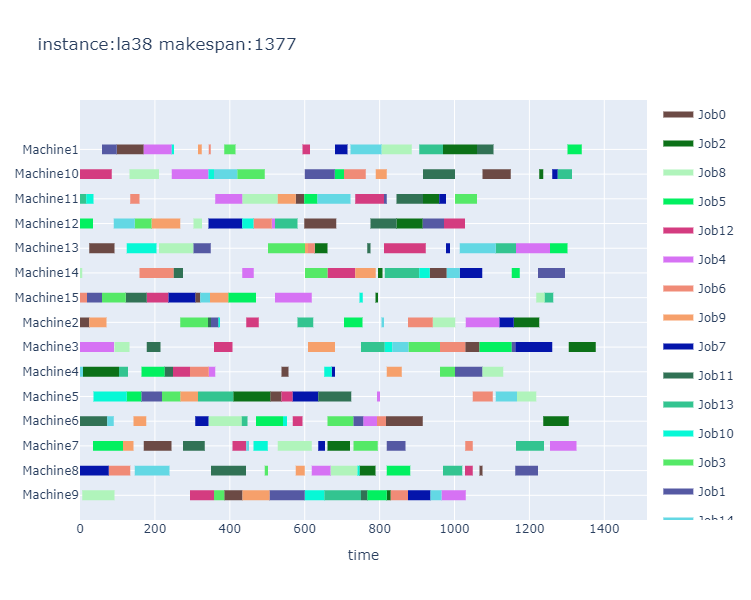 instance:la38 makespan:1377
Machine1
Machine10
Machine11
Machine12
Machine13
Machine14
Machine15
Machine2
Machine3
Machine4
Machine5
Machine6
Machine7
Machine8
Machine9
0 200 400 600 800 1000 1200 1400
time
Job0
Job2
Job8
Job5
Job12
Job4
Job6
Job9
Job7
Job11
Job13
Job10
Job3
Job1
Job14